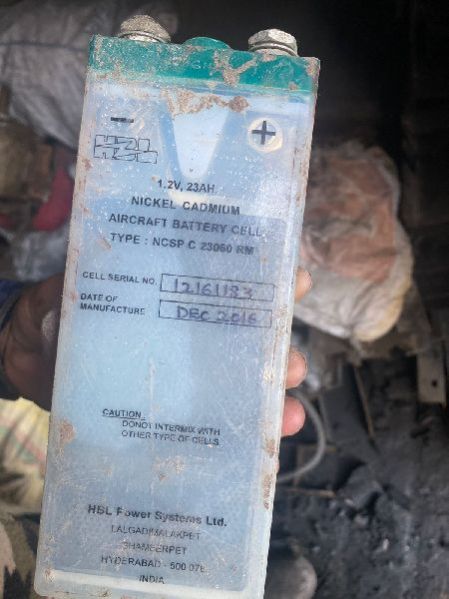 −
+
HBL
1.2V, 23AH
NICKEL CADMIUM
AIRCRAFT BATTERY CELL
TYPE : NCSP C 23060 RM
CELL SERIAL NO. 12161183
DATE OF
MANUFACTURE DEC 2016
CAUTION
DONOT INTERMIX WITH
OTHER TYPE OF CELLS
HBL Power Systems Ltd.
LALGADIMALAKPET
SHAMEERPET
HYDERABAD - 500 078
INDIA